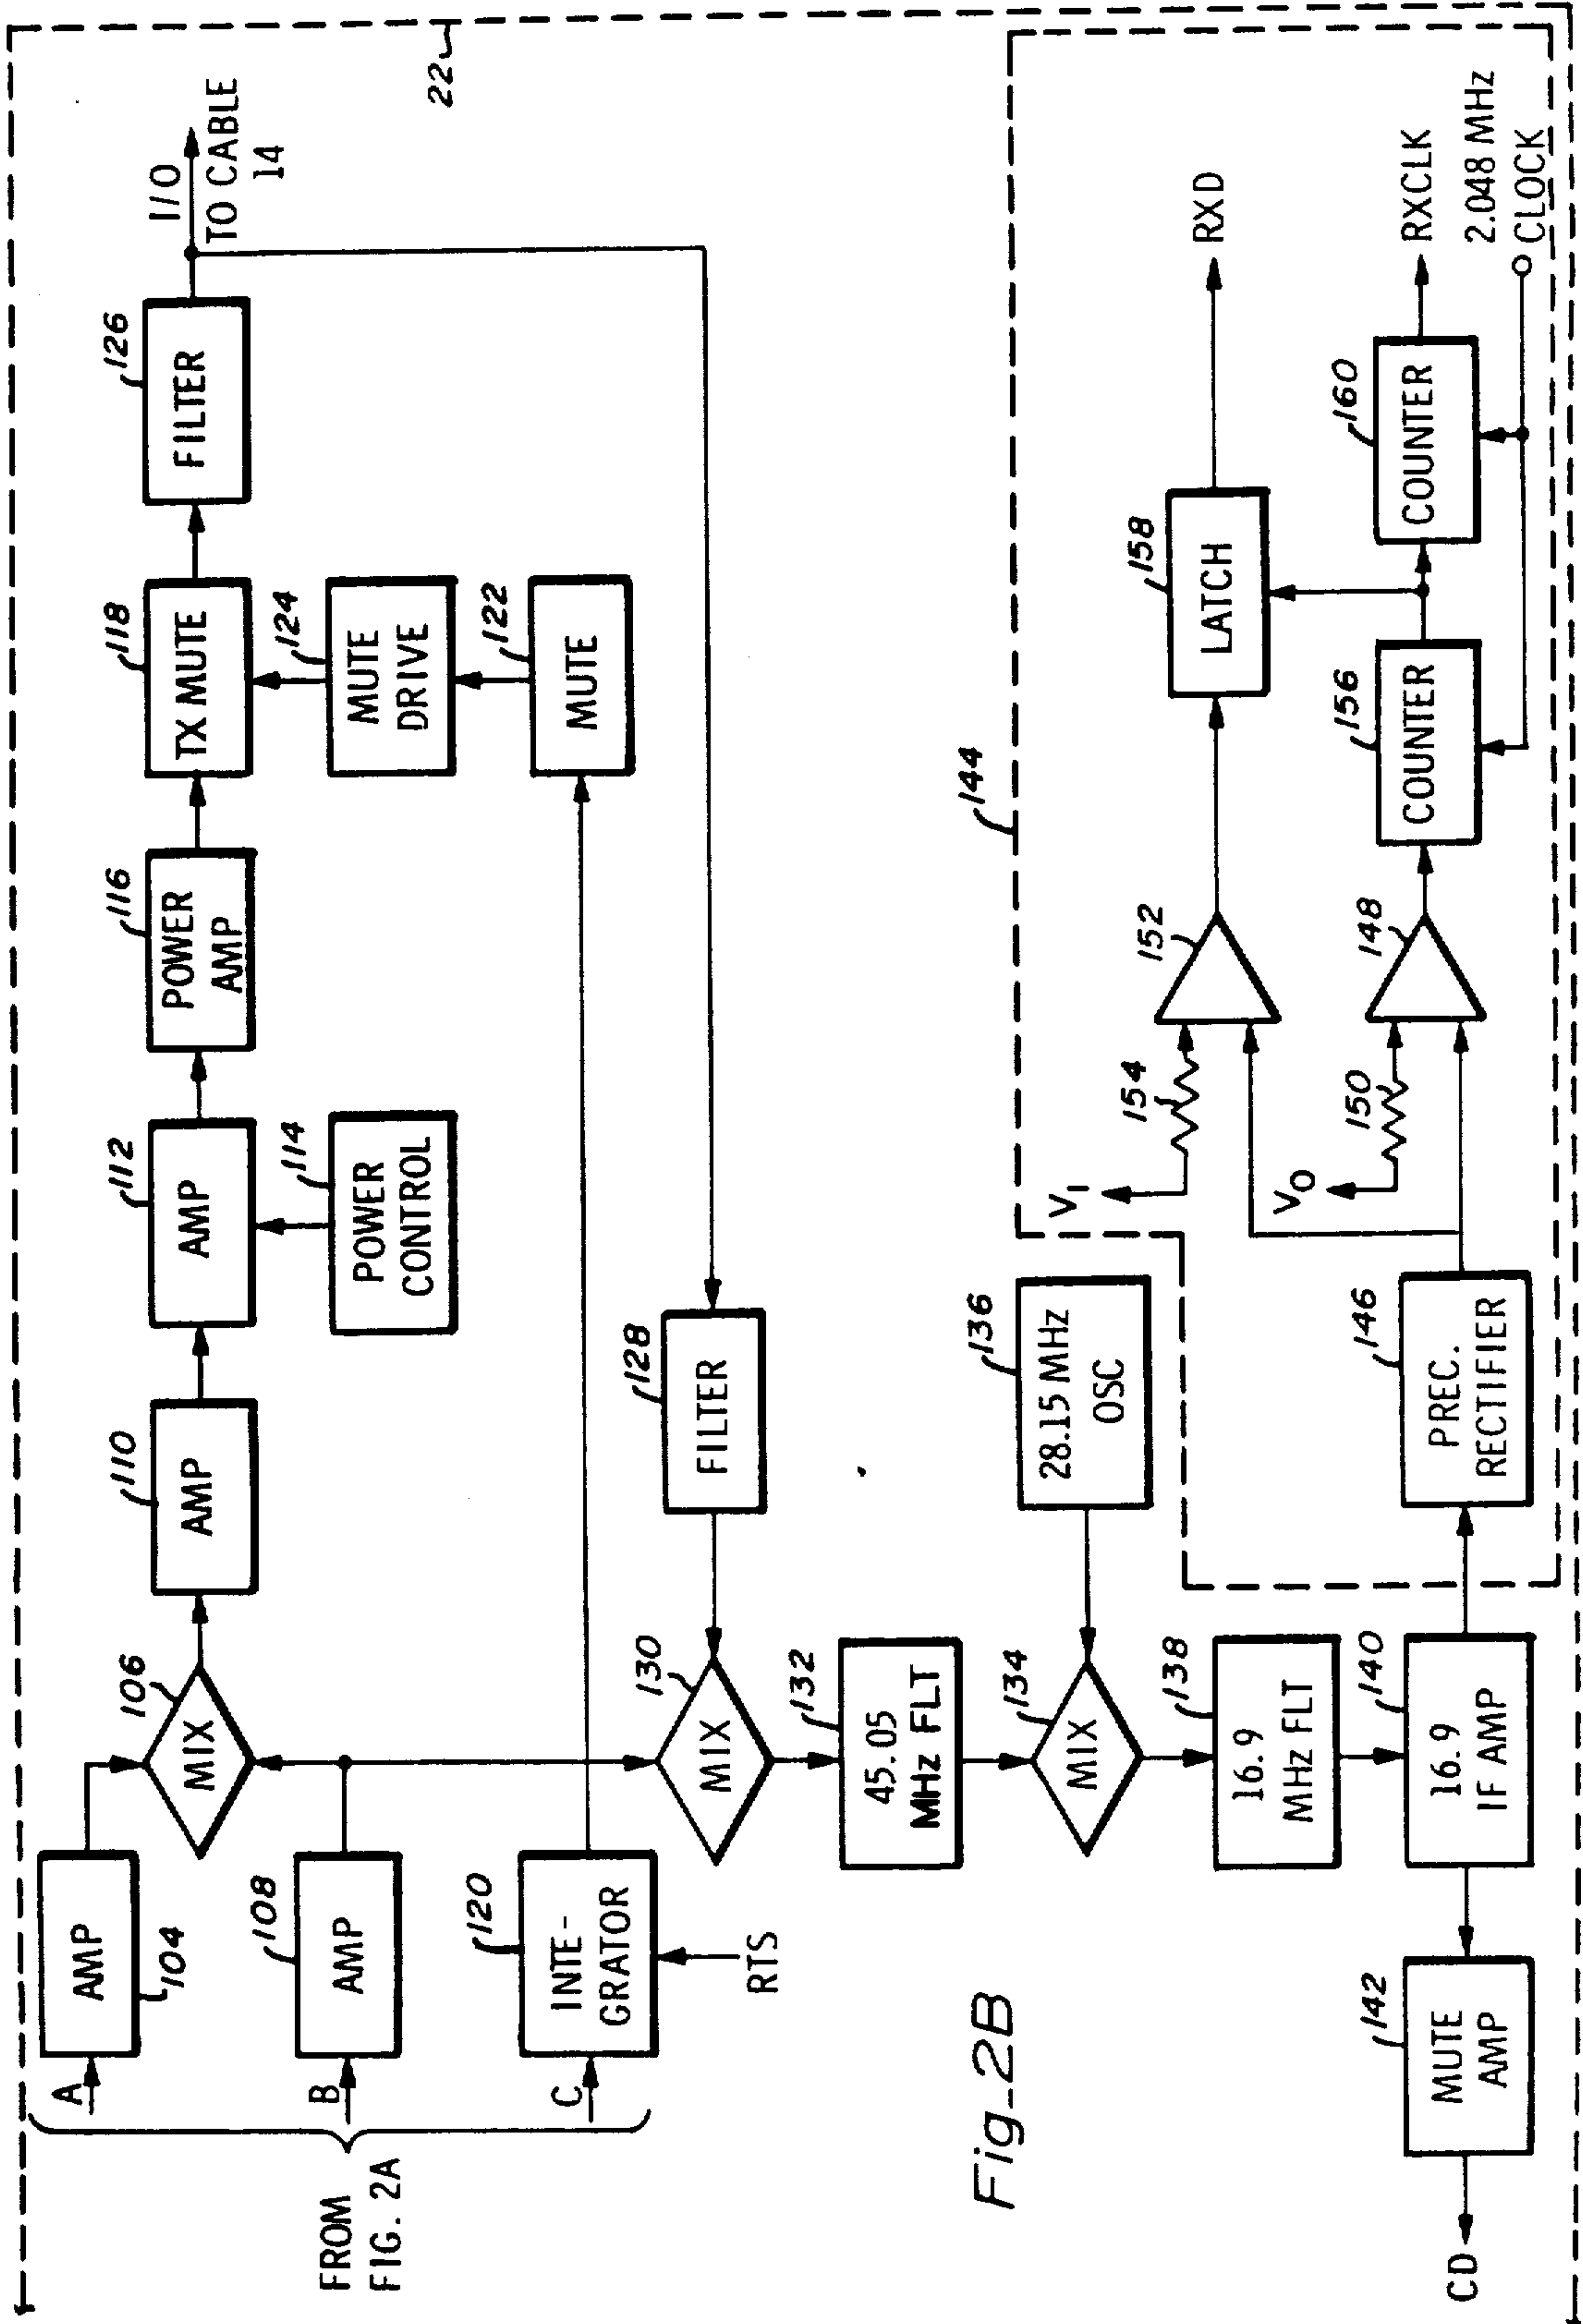 22
I/O
TO CABLE
14
126
FILTER
118
TX MUTE
124
MUTE
DRIVE
122
MUTE
116
POWER
AMP
112
AMP
114
POWER
CONTROL
110
AMP
106
MIX
AMP
104
108
AMP
120
INTE-
GRATOR
RTS
A
B
C
FROM
FIG. 2A
128
FILTER
130
MIX
132
45.05
MHz FLT
134
MIX
136
28.15 MHz
OSC
138
16.9
MHz FLT
140
16.9
IF AMP
142
MUTE
AMP
CD
144
146
PREC.
RECTIFIER
V1
154
152
VO
150
148
156
COUNTER
158
LATCH
RXD
160
COUNTER
RXCLK
2.048 MHz
CLOCK
Fig_2B